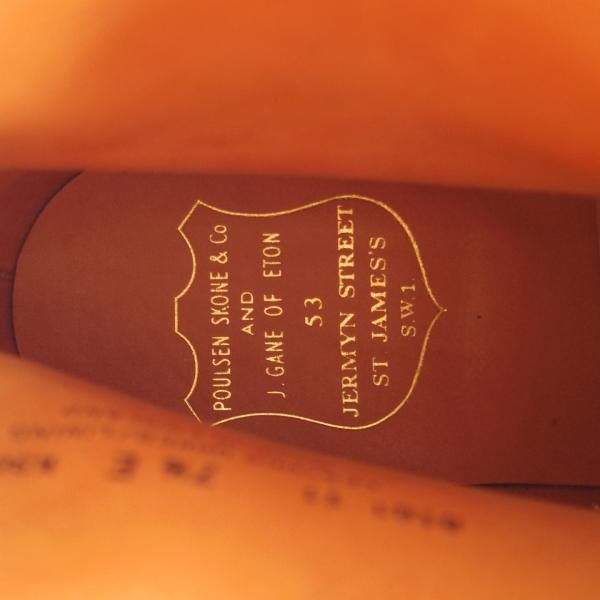 POULSEN SKONE & Co
AND
J. GANE OF ETON
53
JERMYN STREET
ST JAMES'S
S.W.1.